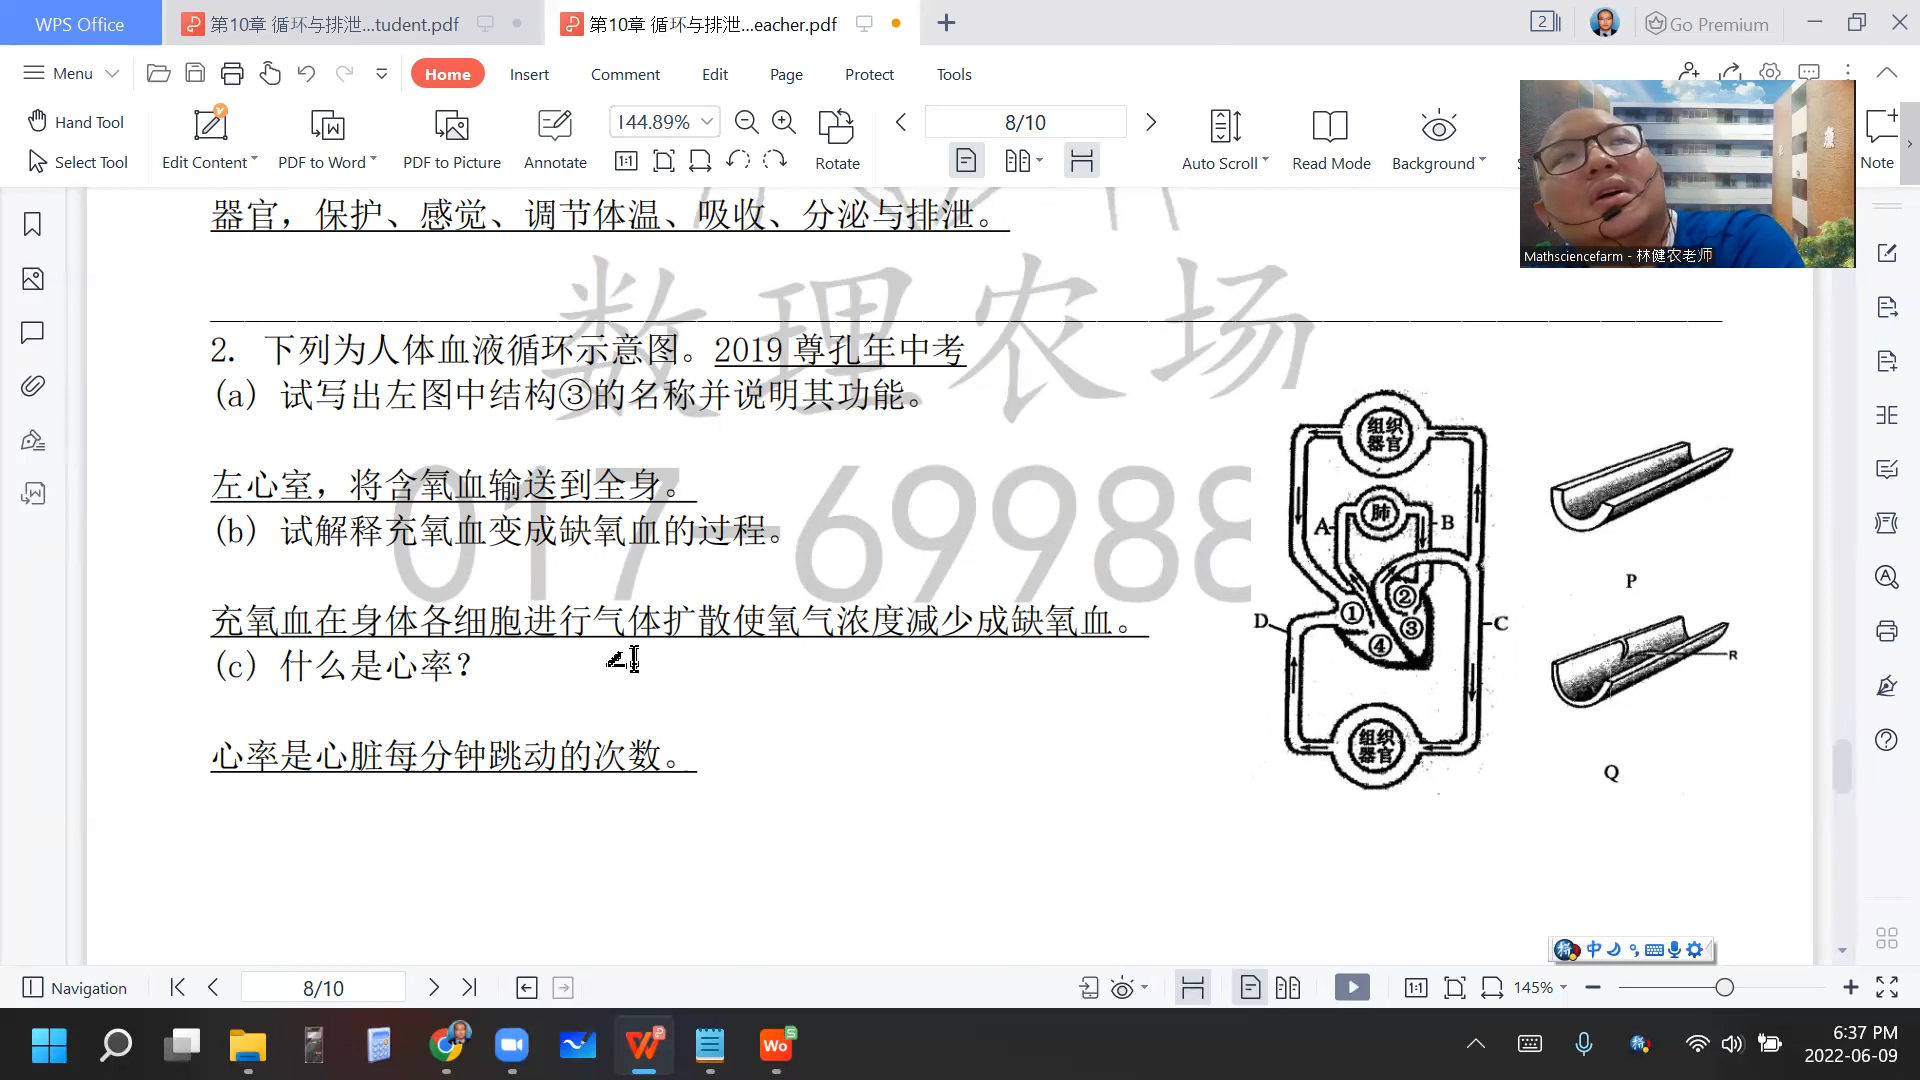 WPS Office
第10章 循环与排泄...tudent.pdf
第10章 循环与排泄...eacher.pdf
2
Go Premium
Menu
Home
Insert
Comment
Edit
Page
Protect
Tools
Hand Tool
Select Tool
Edit Content
PDF to Word
PDF to Picture
Annotate
144.89%
1:1
Rotate
8/10
Auto Scroll
Read Mode
Background
Note
Mathsciencefarm - 林健农老师
器官，保护、感觉、调节体温、吸收、分泌与排泄。
数理农场
017-69988
2. 下列为人体血液循环示意图。2019 尊孔年中考
(a) 试写出左图中结构③的名称并说明其功能。
左心室，将含氧血输送到全身。
(b) 试解释充氧血变成缺氧血的过程。
充氧血在身体各细胞进行气体扩散使氧气浓度减少成缺氧血。
(c) 什么是心率?
心率是心脏每分钟跳动的次数。
组织
器官
肺
A
B
①
②
③
④
D
C
组织
器官
P
R
Q
中
Navigation
8/10
1:1
145%
Wo
6:37 PM
2022-06-09